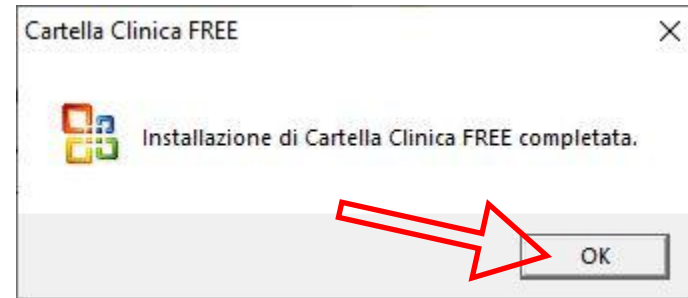 Cartella Clinica FREE
Installazione di Cartella Clinica FREE completata.
OK